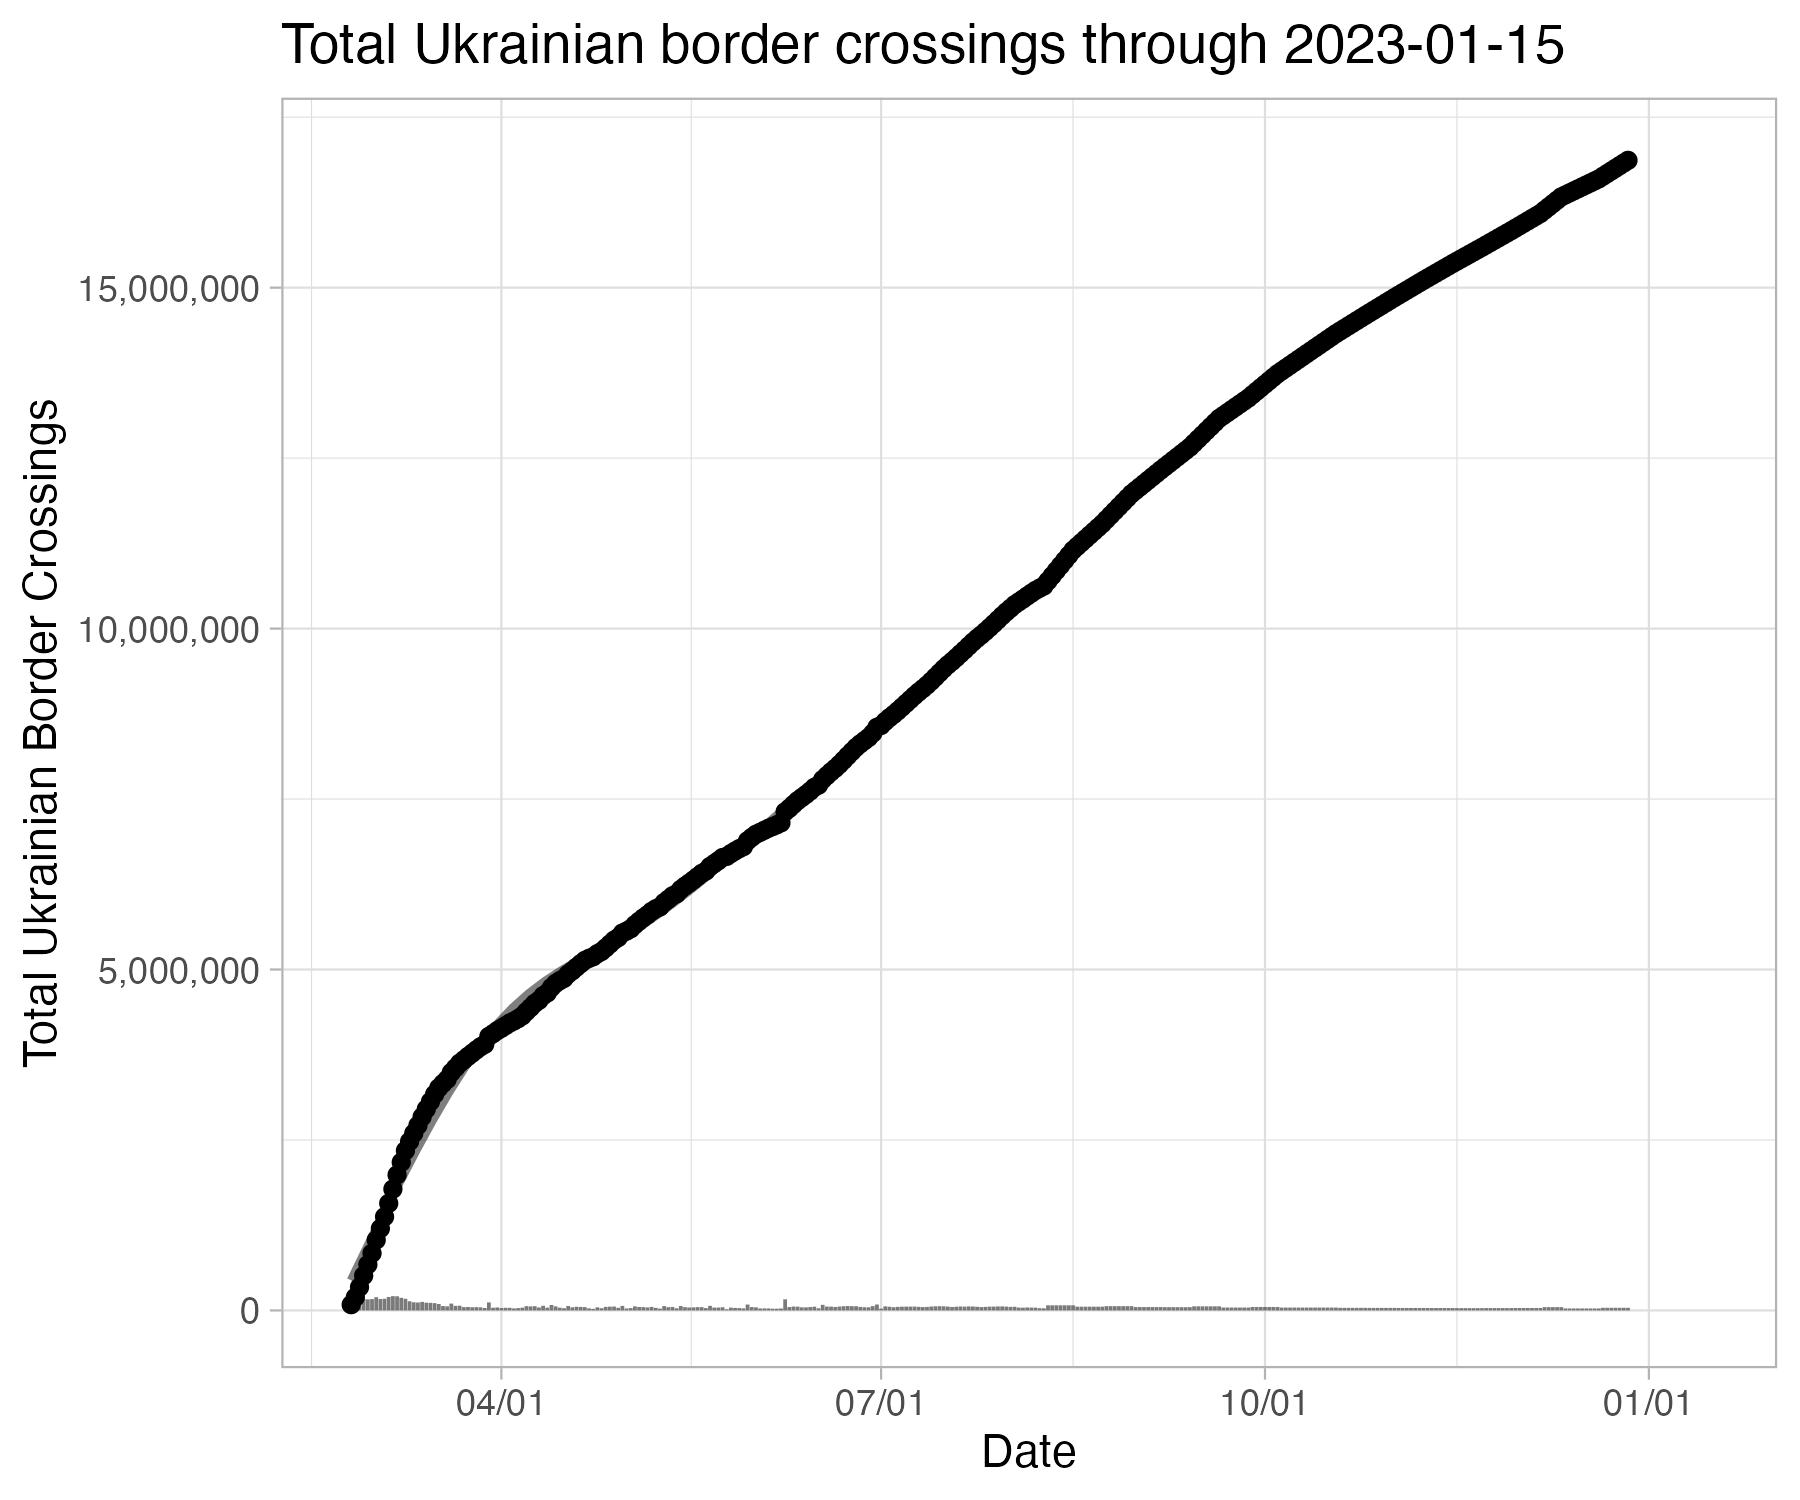 Total Ukrainian border crossings through 2023-01-15
Total Ukrainian Border Crossings
15,000,000
10,000,000
5,000,000
0
04/01
07/01
10/01
01/01
Date